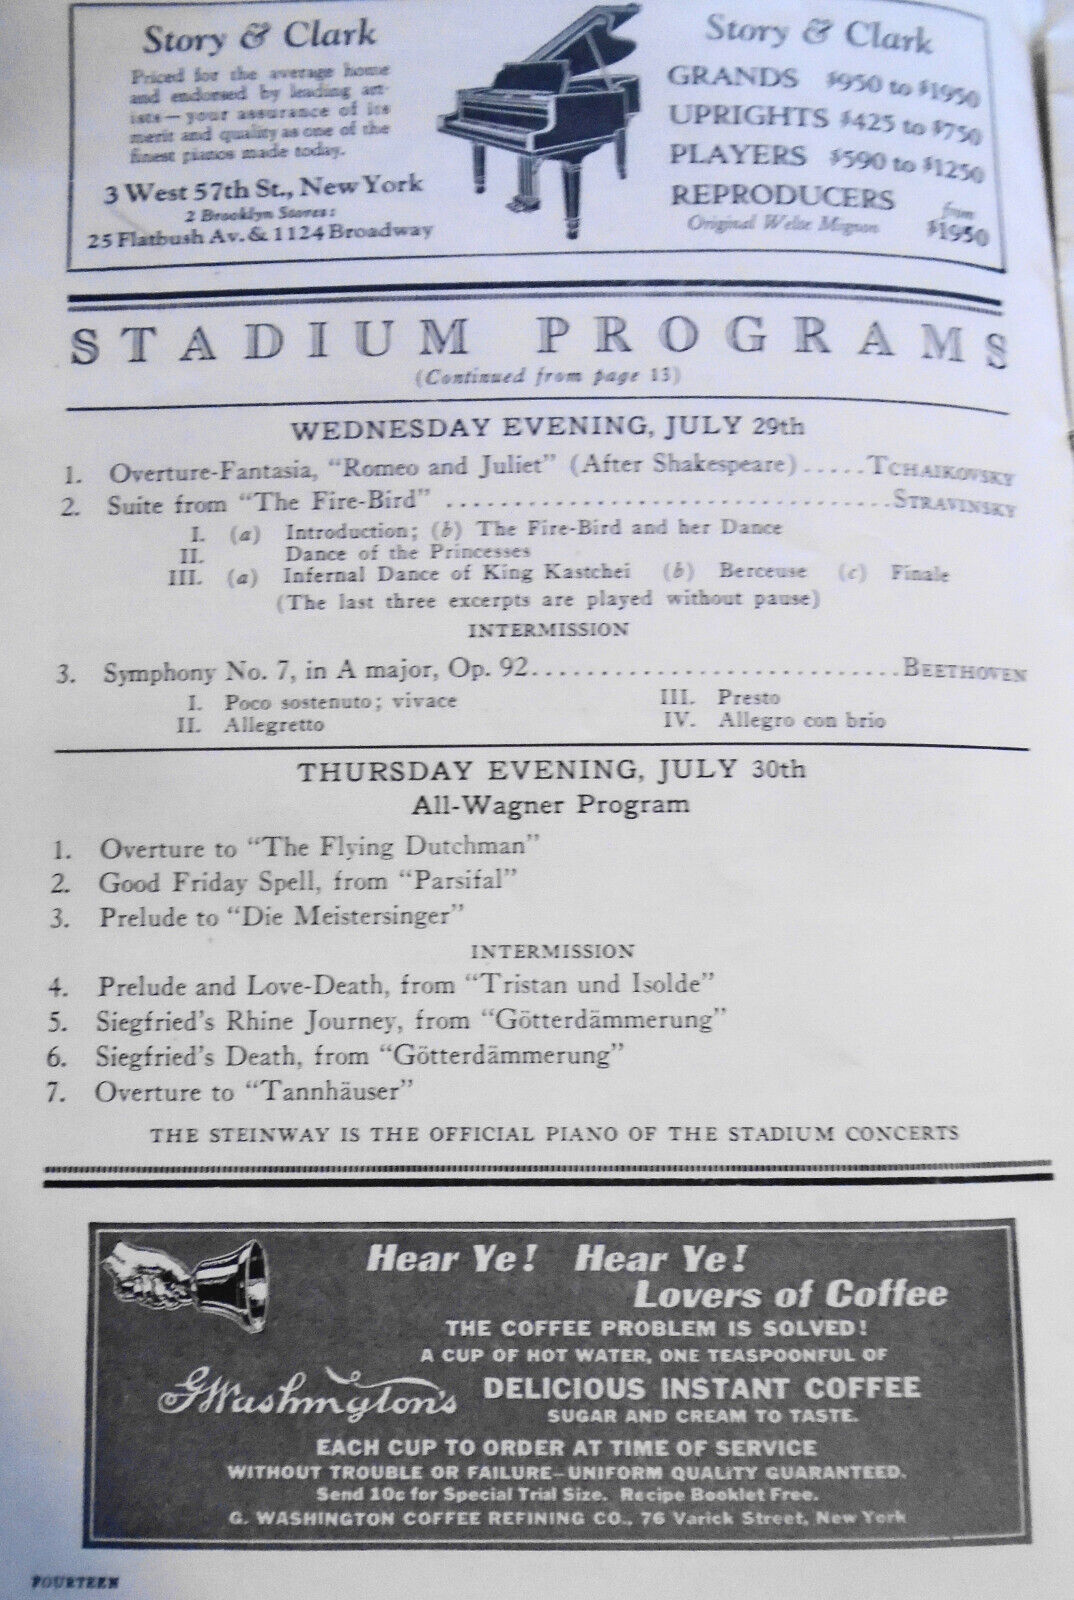 Story & Clark
Priced for the average home
and endorsed by leading art-
ists—your assurance of its
merit and quality as one of the
finest pianos made today.
3 West 57th St., New York
2 Brooklyn Stores:
25 Flatbush Av. & 1124 Broadway
Story & Clark
GRANDS $950 to $1950
UPRIGHTS $425 to $750
PLAYERS $590 to $1250
REPRODUCERS from
Original Welte Mignon $1950
STADIUM PROGRAMS
(Continued from page 13)
WEDNESDAY EVENING, JULY 29th
1. Overture-Fantasia, "Romeo and Juliet" (After Shakespeare).....TCHAIKOVSKY
2. Suite from "The Fire-Bird" ................................STRAVINSKY
I. (a) Introduction; (b) The Fire-Bird and her Dance
II. Dance of the Princesses
III. (a) Infernal Dance of King Kastchei (b) Berceuse (c) Finale
(The last three excerpts are played without pause)
INTERMISSION
3. Symphony No. 7, in A major, Op. 92...........................BEETHOVEN
I. Poco sostenuto; vivace III. Presto
II. Allegretto IV. Allegro con brio
THURSDAY EVENING, JULY 30th
All-Wagner Program
1. Overture to "The Flying Dutchman"
2. Good Friday Spell, from "Parsifal"
3. Prelude to "Die Meistersinger"
INTERMISSION
4. Prelude and Love-Death, from "Tristan und Isolde"
5. Siegfried's Rhine Journey, from "Götterdämmerung"
6. Siegfried's Death, from "Götterdämmerung"
7. Overture to "Tannhäuser"
THE STEINWAY IS THE OFFICIAL PIANO OF THE STADIUM CONCERTS
Hear Ye! Hear Ye!
Lovers of Coffee
THE COFFEE PROBLEM IS SOLVED!
A CUP OF HOT WATER, ONE TEASPOONFUL OF
G. Washington's DELICIOUS INSTANT COFFEE
SUGAR AND CREAM TO TASTE.
EACH CUP TO ORDER AT TIME OF SERVICE
WITHOUT TROUBLE OR FAILURE—UNIFORM QUALITY GUARANTEED.
Send 10c for Special Trial Size. Recipe Booklet Free.
G. WASHINGTON COFFEE REFINING CO., 76 Varick Street, New York
FOURTEEN